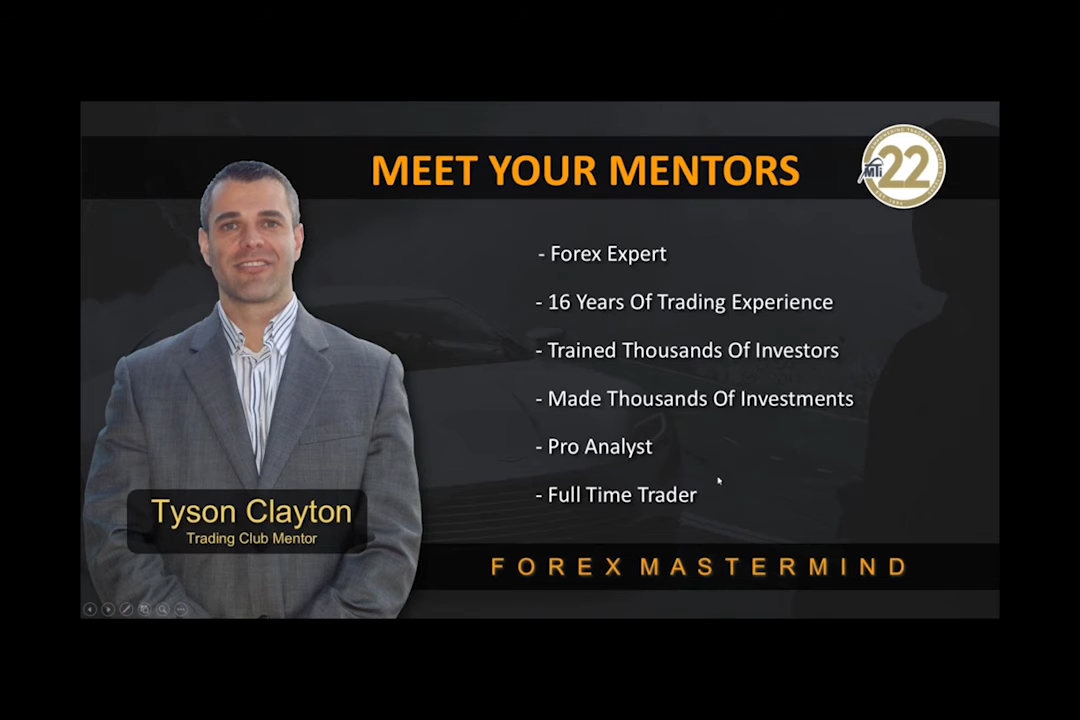 MEET YOUR MENTORS
MTI
22
- Forex Expert
- 16 Years Of Trading Experience
- Trained Thousands Of Investors
- Made Thousands Of Investments
- Pro Analyst
- Full Time Trader
Tyson Clayton
Trading Club Mentor
FOREX MASTERMIND